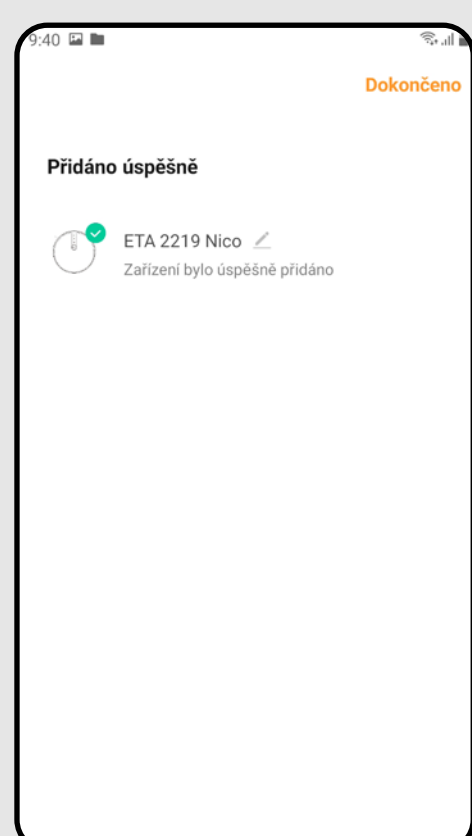 9:40
Dokončeno
Přidáno úspěšně
ETA 2219 Nico
Zařízení bylo úspěšně přidáno